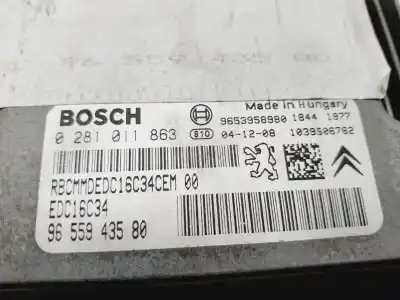 Made in Hungary
BOSCH 9653958980 1844 1977
0 281 011 863 810 04-12-08 1039S06762
RBCMMDEDC16C34CEM 00
EDC16C34
96 559 435 80